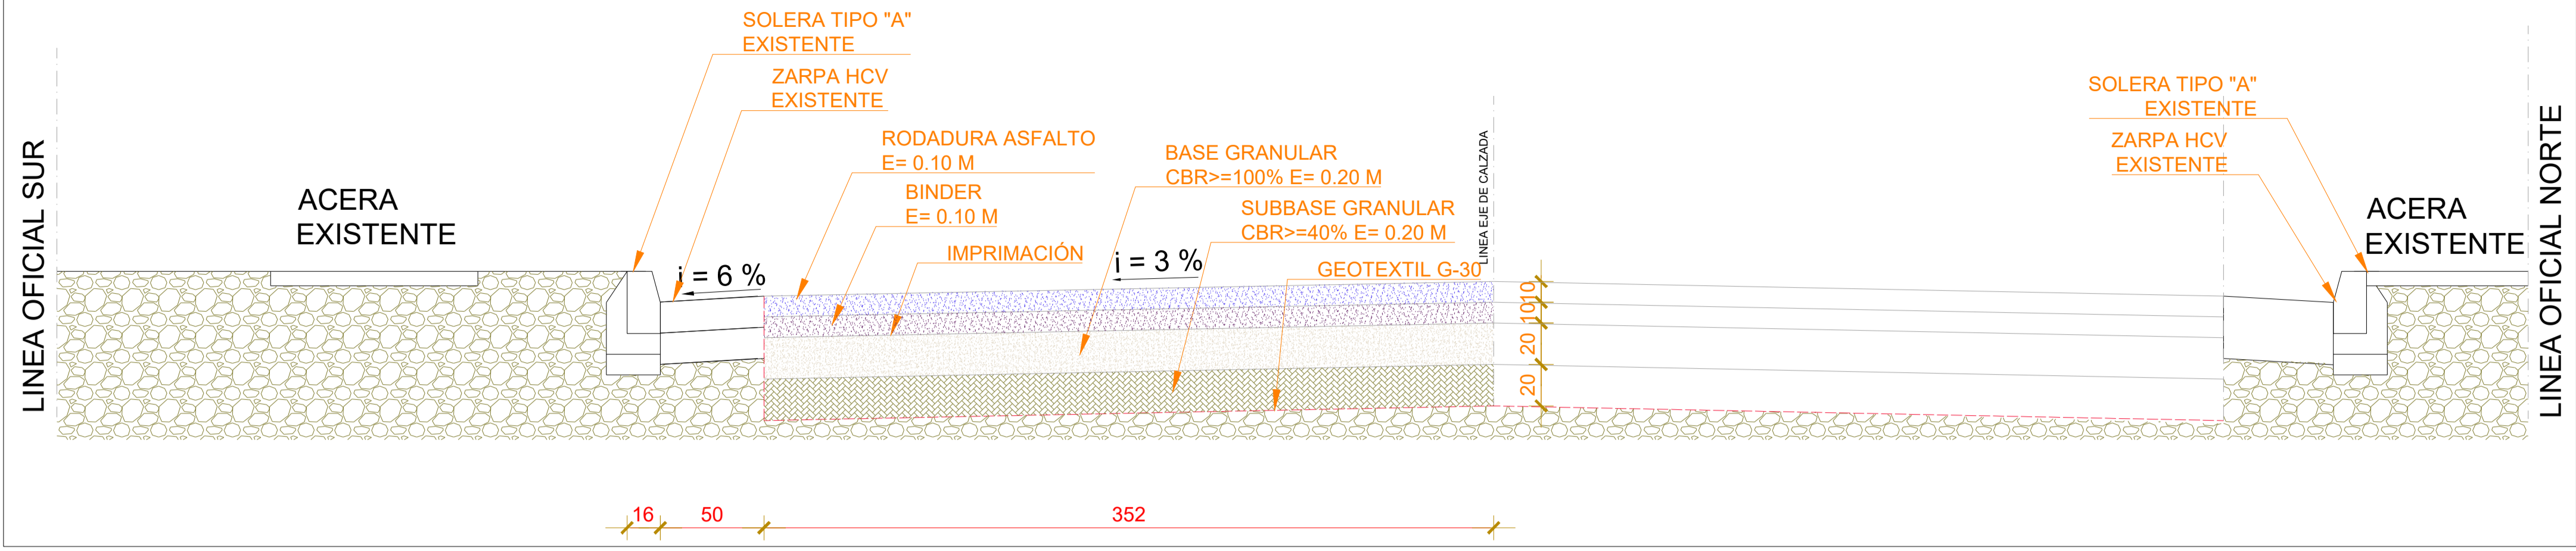 LINEA OFICIAL SUR
ACERA
EXISTENTE
SOLERA TIPO "A"
EXISTENTE
ZARPA HCV
EXISTENTE
RODADURA ASFALTO
E= 0.10 M
BINDER
E= 0.10 M
IMPRIMACIÓN
BASE GRANULAR
CBR>=100% E= 0.20 M
SUBBASE GRANULAR
CBR>=40% E= 0.20 M
GEOTEXTIL G-30
i = 6 %
i = 3 %
LINEA EJE DE CALZADA
10
10
20
20
SOLERA TIPO "A"
EXISTENTE
ZARPA HCV
EXISTENTE
ACERA
EXISTENTE
LINEA OFICIAL NORTE
16
50
352